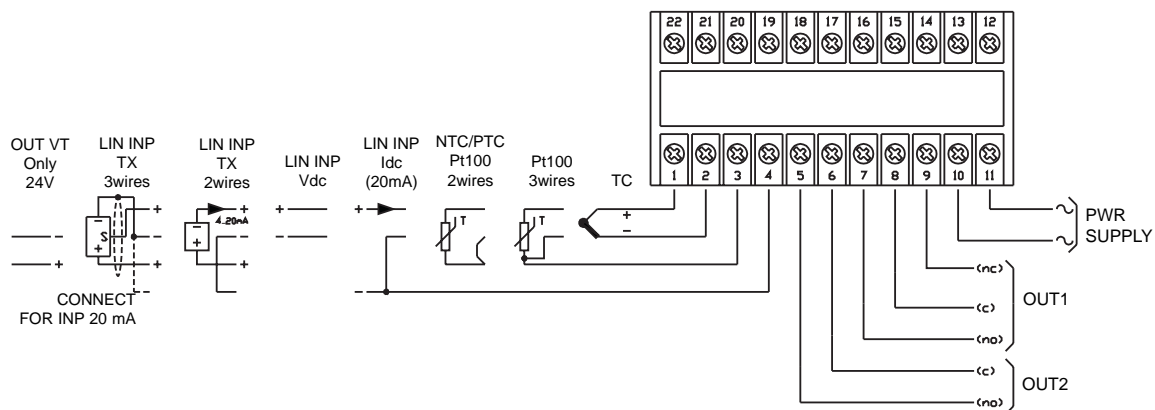 22 21 20 19 18 17 16 15 14 13 12
OUT VT
Only
24V
LIN INP
TX
3wires
LIN INP
TX
2wires
LIN INP
Vdc
LIN INP
Idc
(20mA)
NTC/PTC
Pt100
2wires
Pt100
3wires
TC
1 2 3 4 5 6 7 8 9 10 11
- + - S + + - + - 4..20mA - + + - + - + - + - + T T + -
CONNECT
FOR INP 20 mA
PWR
SUPPLY
(nc)
(c)
(no)
OUT1
(c)
(no)
OUT2